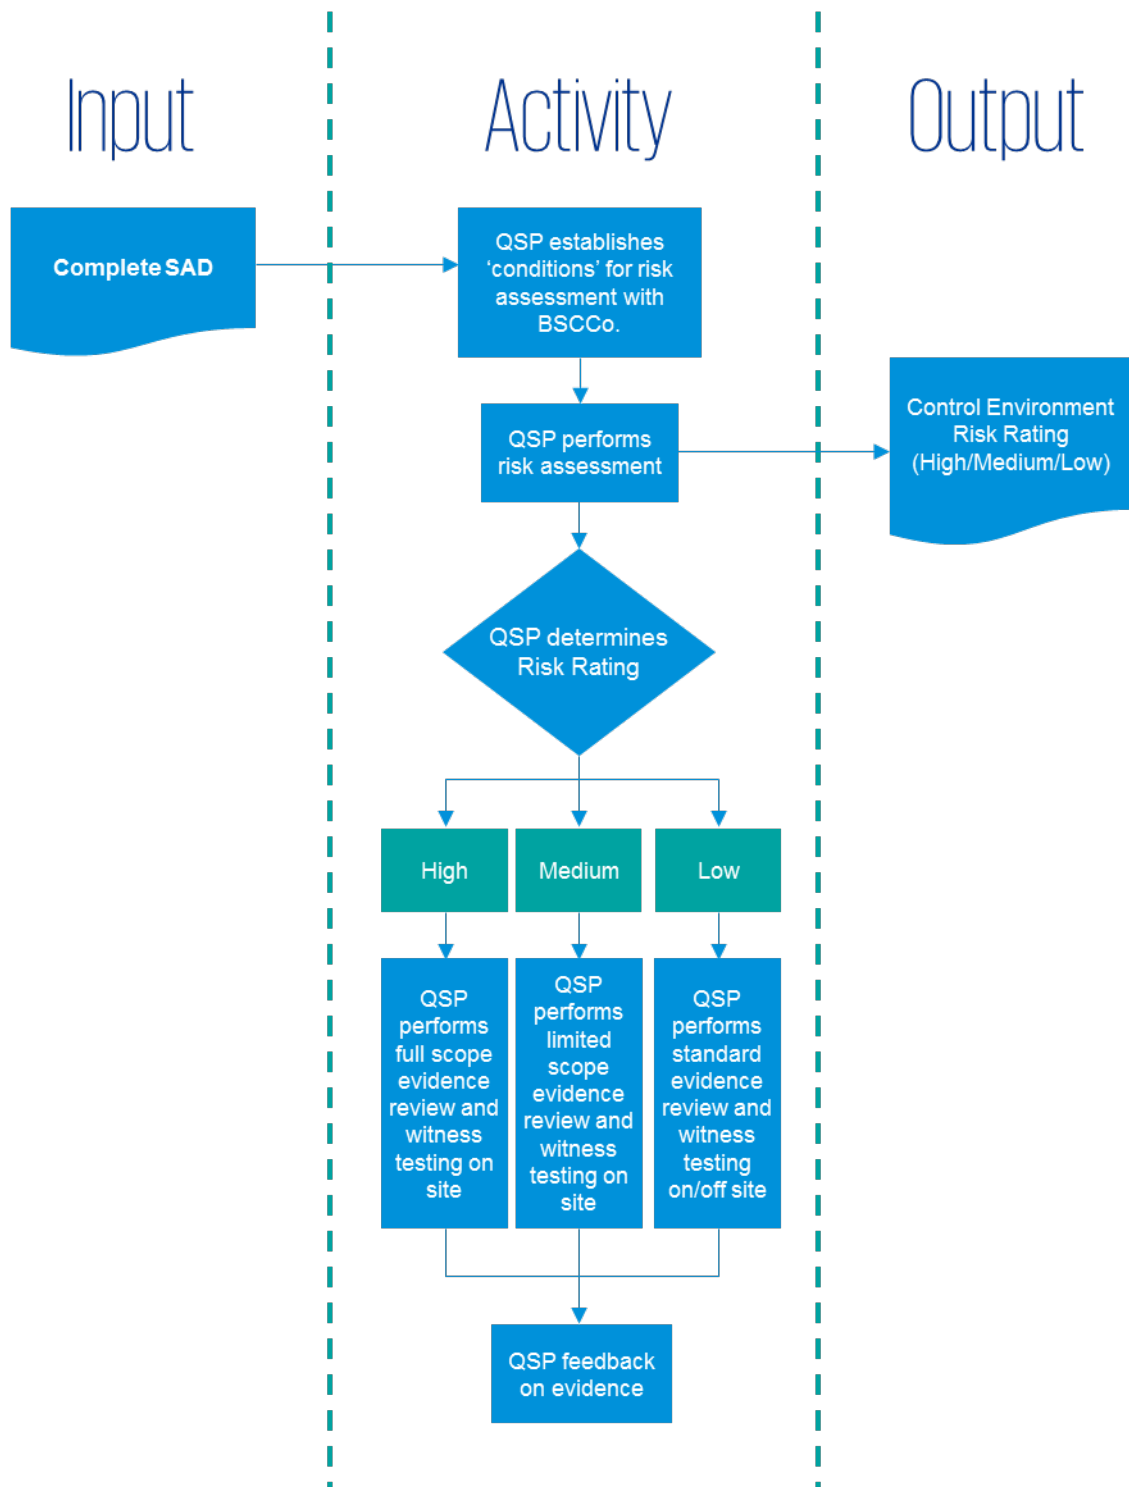 Input
Activity
Output
Complete SAD
QSP establishes
‘conditions’ for risk
assessment with
BSCCo.
QSP performs
risk assessment
Control Environment
Risk Rating
(High/Medium/Low)
QSP determines
Risk Rating
High
Medium
Low
QSP
performs
full scope
evidence
review and
witness
testing on
site
QSP
performs
limited
scope
evidence
review and
witness
testing on
site
QSP
performs
standard
evidence
review and
witness
testing
on/off site
QSP feedback
on evidence